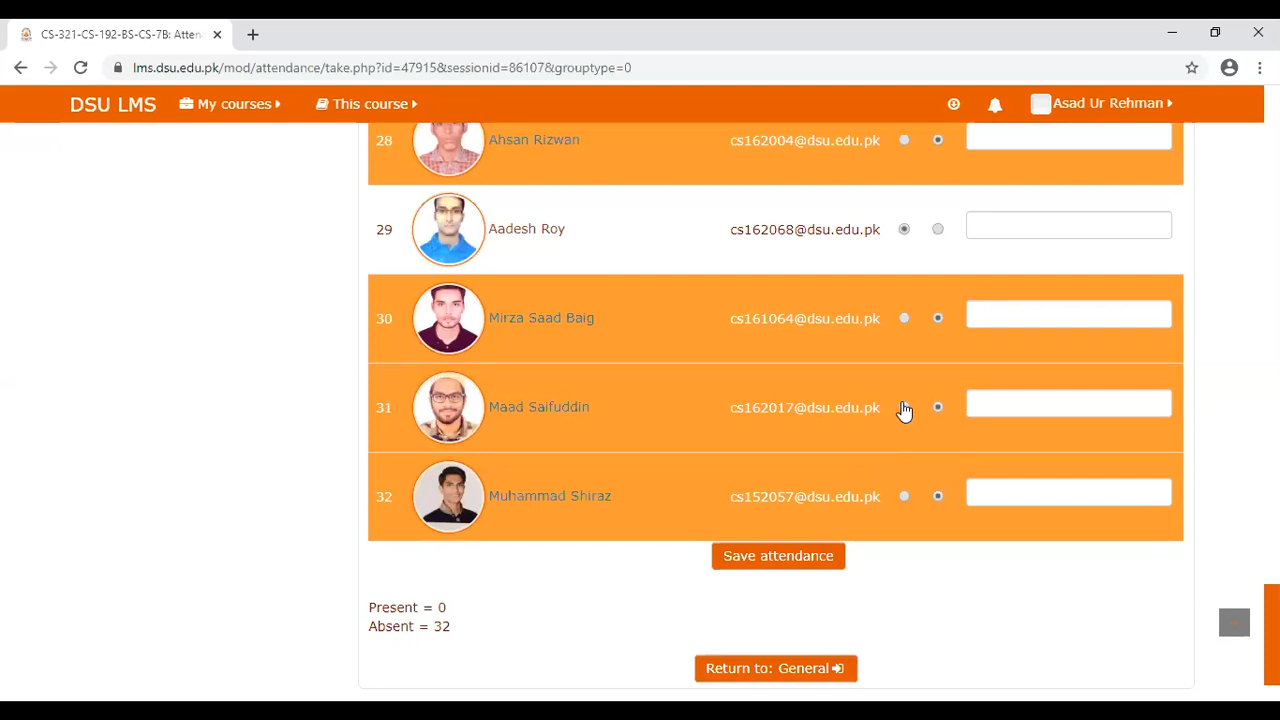 CS-321-CS-192-BS-CS-7B: Atten
lms.dsu.edu.pk/mod/attendance/take.php?id=47915&sessionid=86107&grouptype=0
DSU LMS My courses This course Asad Ur Rehman
28 Ahsan Rizwan cs162004@dsu.edu.pk
29 Aadesh Roy cs162068@dsu.edu.pk
30 Mirza Saad Baig cs161064@dsu.edu.pk
31 Maad Saifuddin cs162017@dsu.edu.pk
32 Muhammad Shiraz cs152057@dsu.edu.pk
Save attendance
Present = 0
Absent = 32
Return to: General